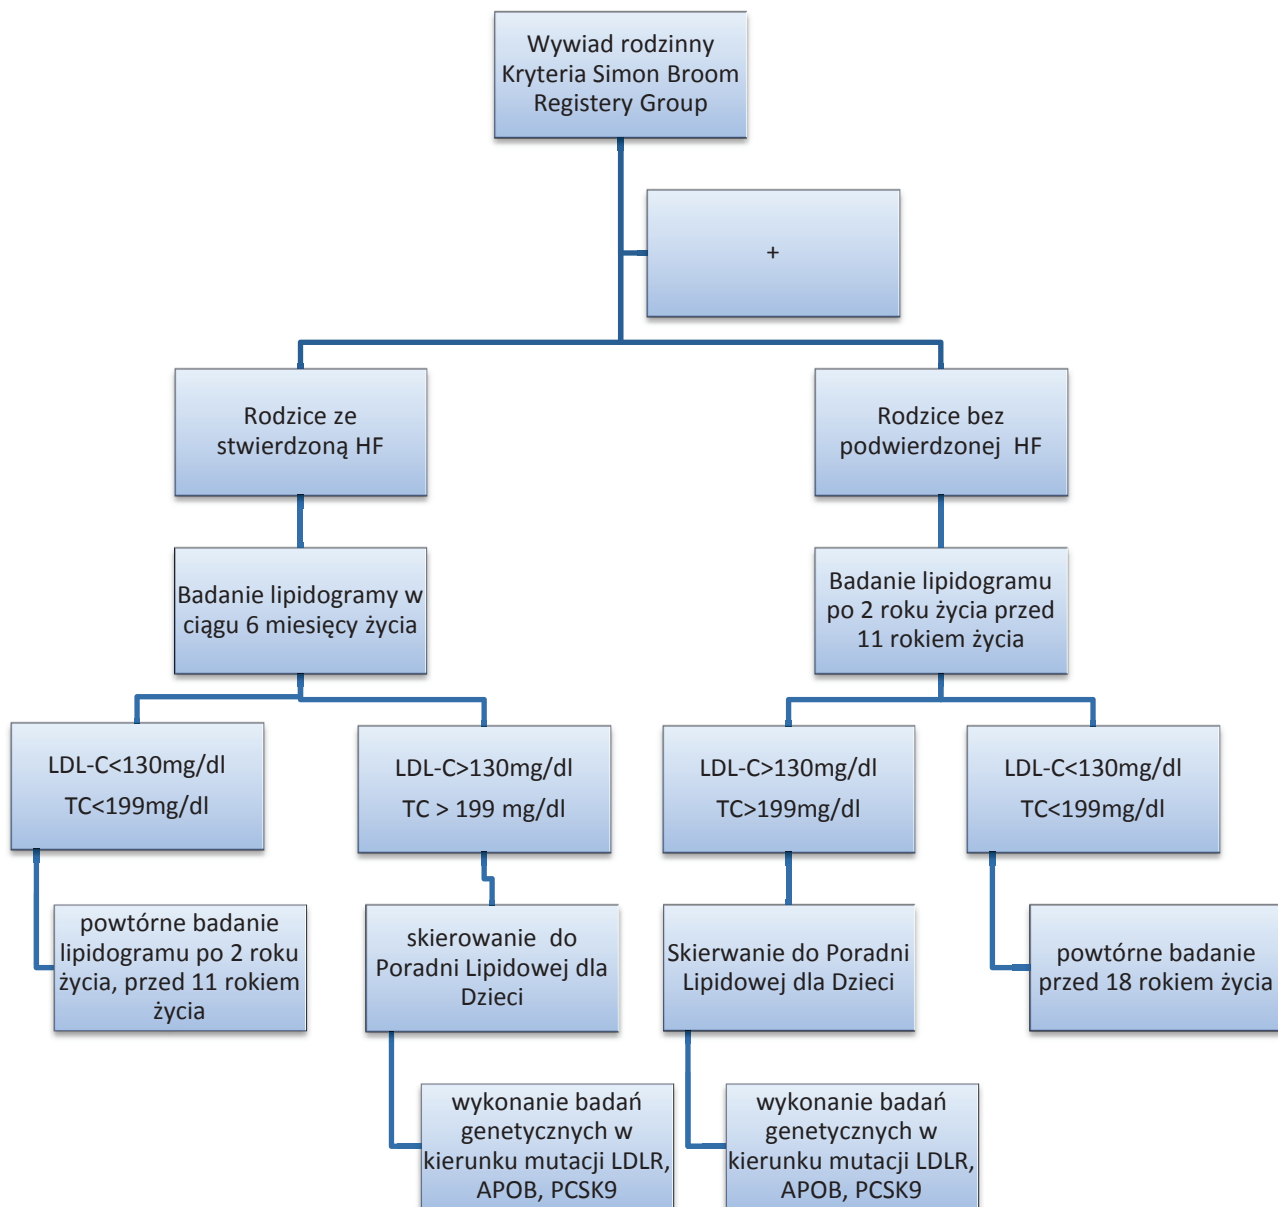 Wywiad rodzinny
Kryteria Simon Broom
Registery Group
+
Rodzice ze
stwierdzoną HF
Rodzice bez
podwierdzonej HF
Badanie lipidogramy w
ciągu 6 miesięcy życia
Badanie lipidogramu
po 2 roku życia przed
11 rokiem życia
LDL-C<130mg/dl
TC<199mg/dl
LDL-C>130mg/dl
TC > 199 mg/dl
LDL-C>130mg/dl
TC>199mg/dl
LDL-C<130mg/dl
TC<199mg/dl
powtórne badanie
lipidogramu po 2 roku
życia, przed 11 rokiem
życia
skierowanie do
Poradni Lipidowej dla
Dzieci
Skierwanie do Poradni
Lipidowej dla Dzieci
powtórne badanie
przed 18 rokiem życia
wykonanie badań
genetycznych w
kierunku mutacji LDLR,
APOB, PCSK9
wykonanie badań
genetycznych w
kierunku mutacji LDLR,
APOB, PCSK9